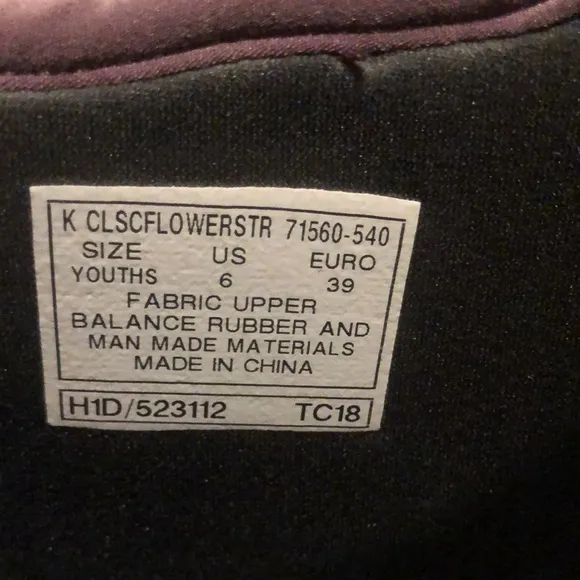 K CLSCFLOWERSTR 71560-540
SIZE US EURO
YOUTHS 6 39
FABRIC UPPER
BALANCE RUBBER AND
MAN MADE MATERIALS
MADE IN CHINA
H1D/523112 TC18